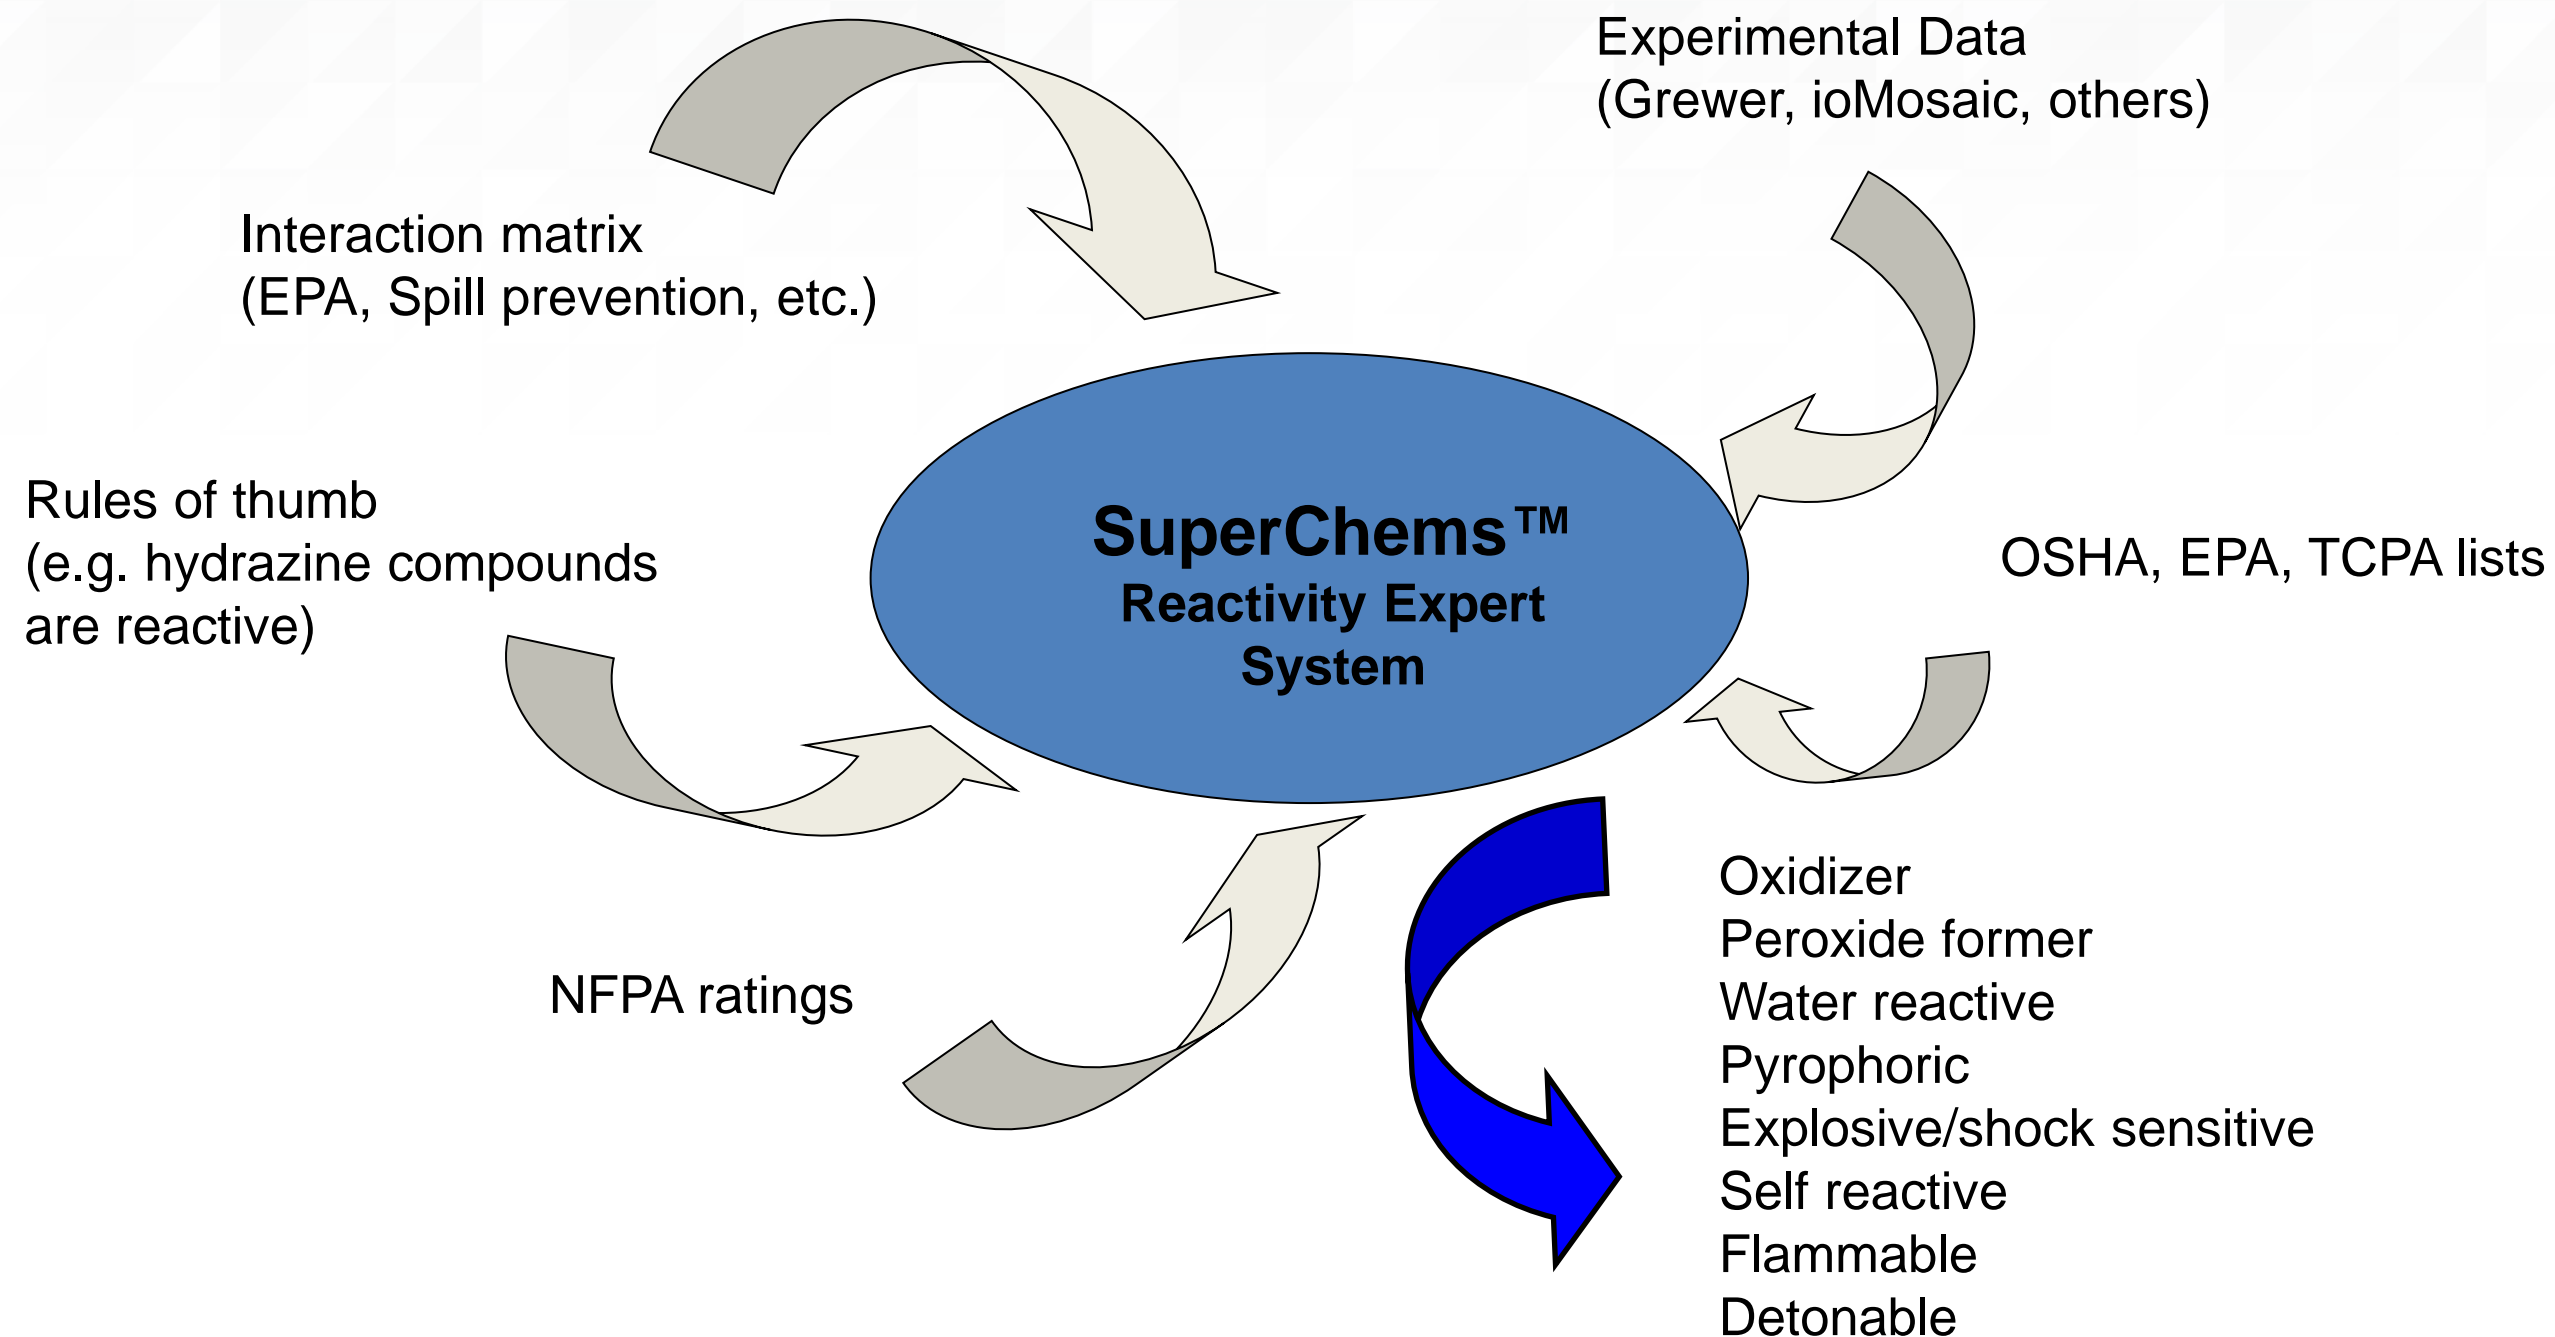 Experimental Data
(Grewer, ioMosaic, others)
Interaction matrix
(EPA, Spill prevention, etc.)
Rules of thumb
(e.g. hydrazine compounds
are reactive)
SuperChems™
Reactivity Expert
System
OSHA, EPA, TCPA lists
NFPA ratings
Oxidizer
Peroxide former
Water reactive
Pyrophoric
Explosive/shock sensitive
Self reactive
Flammable
Detonable